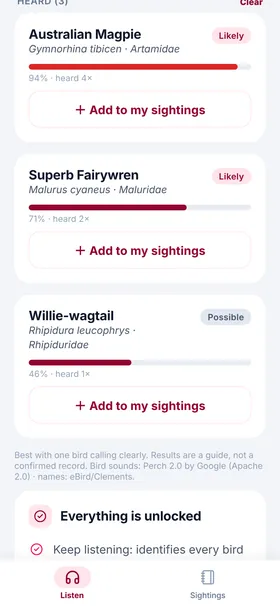 HEARD (3) Clear
Australian Magpie Likely
Gymnorhina tibicen · Artamidae
94% · heard 4×
+ Add to my sightings
Superb Fairywren Likely
Malurus cyaneus · Maluridae
71% · heard 2×
+ Add to my sightings
Willie-wagtail Possible
Rhipidura leucophrys ·
Rhipiduridae
46% · heard 1×
+ Add to my sightings
Best with one bird calling clearly. Results are a guide, not a
confirmed record. Bird sounds: Perch 2.0 by Google (Apache
2.0) · names: eBird/Clements.
Everything is unlocked
Keep listening: identifies every bird
Listen Sightings